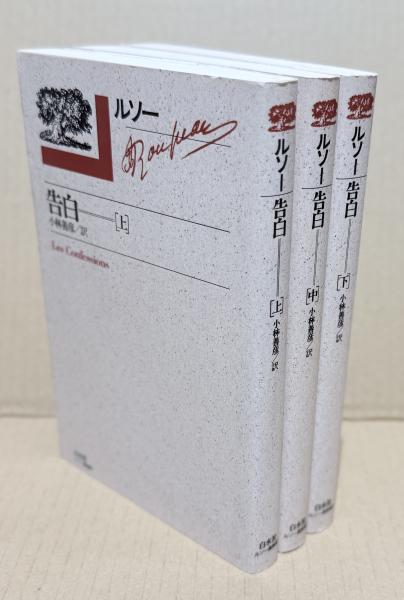 ルソー
Rousseau
告白——[上]
小林善彦/訳
Les Confessions
ルソー 告白——[上] 小林善彦/訳
白水社
ルソー 告白——[中] 小林善彦/訳
白水社
ルソー 告白——[下] 小林善彦/訳
白水社